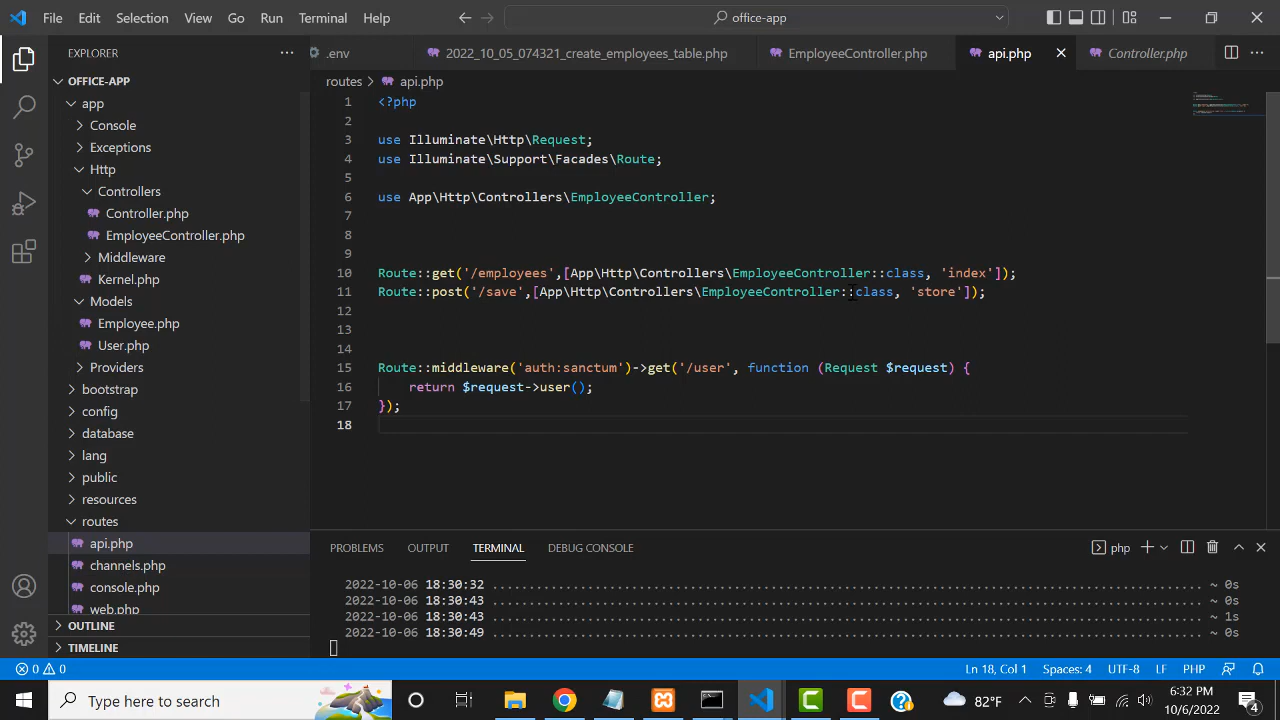 File Edit Selection View Go Run Terminal Help
office-app
EXPLORER
OFFICE-APP
app
Console
Exceptions
Http
Controllers
Controller.php
EmployeeController.php
Middleware
Kernel.php
Models
Employee.php
User.php
Providers
bootstrap
config
database
lang
public
resources
routes
api.php
channels.php
console.php
web.php
OUTLINE
TIMELINE
.env 2022_10_05_074321_create_employees_table.php EmployeeController.php api.php Controller.php
routes > api.php
1 <?php
2
3 use Illuminate\Http\Request;
4 use Illuminate\Support\Facades\Route;
5
6 use App\Http\Controllers\EmployeeController;
7
8
9
10 Route::get('/employees',[App\Http\Controllers\EmployeeController::class, 'index']);
11 Route::post('/save',[App\Http\Controllers\EmployeeController::class, 'store']);
12
13
14
15 Route::middleware('auth:sanctum')->get('/user', function (Request $request) {
16     return $request->user();
17 });
18
PROBLEMS OUTPUT TERMINAL DEBUG CONSOLE
php
2022-10-06 18:30:32 ........................................................................................... ~ 0s
2022-10-06 18:30:43 ........................................................................................... ~ 0s
2022-10-06 18:30:43 ........................................................................................... ~ 1s
2022-10-06 18:30:49 ........................................................................................... ~ 0s
0 0
Ln 18, Col 1 Spaces: 4 UTF-8 LF PHP
Type here to search
82°F
6:32 PM
10/6/2022
4